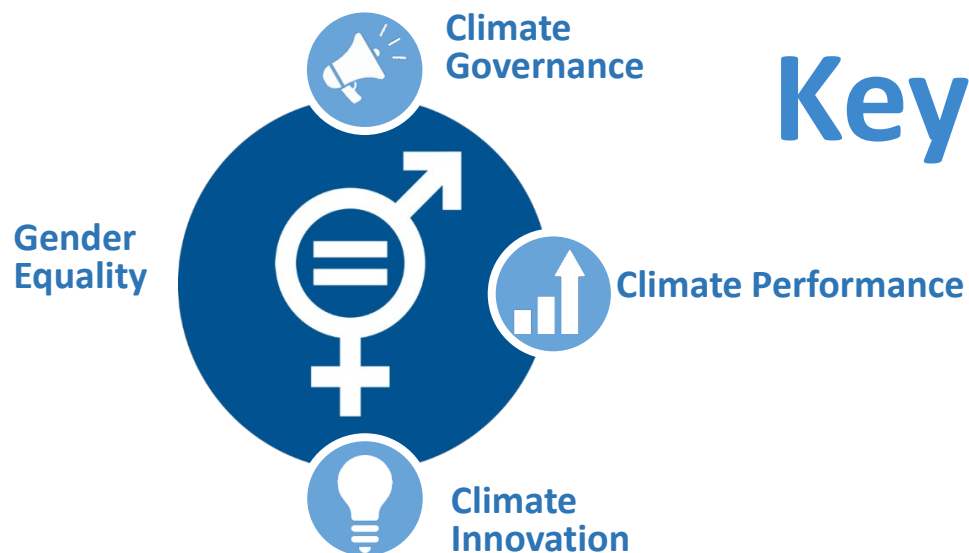 Climate
Governance
Key
Gender
Equality
Climate Performance
Climate
Innovation